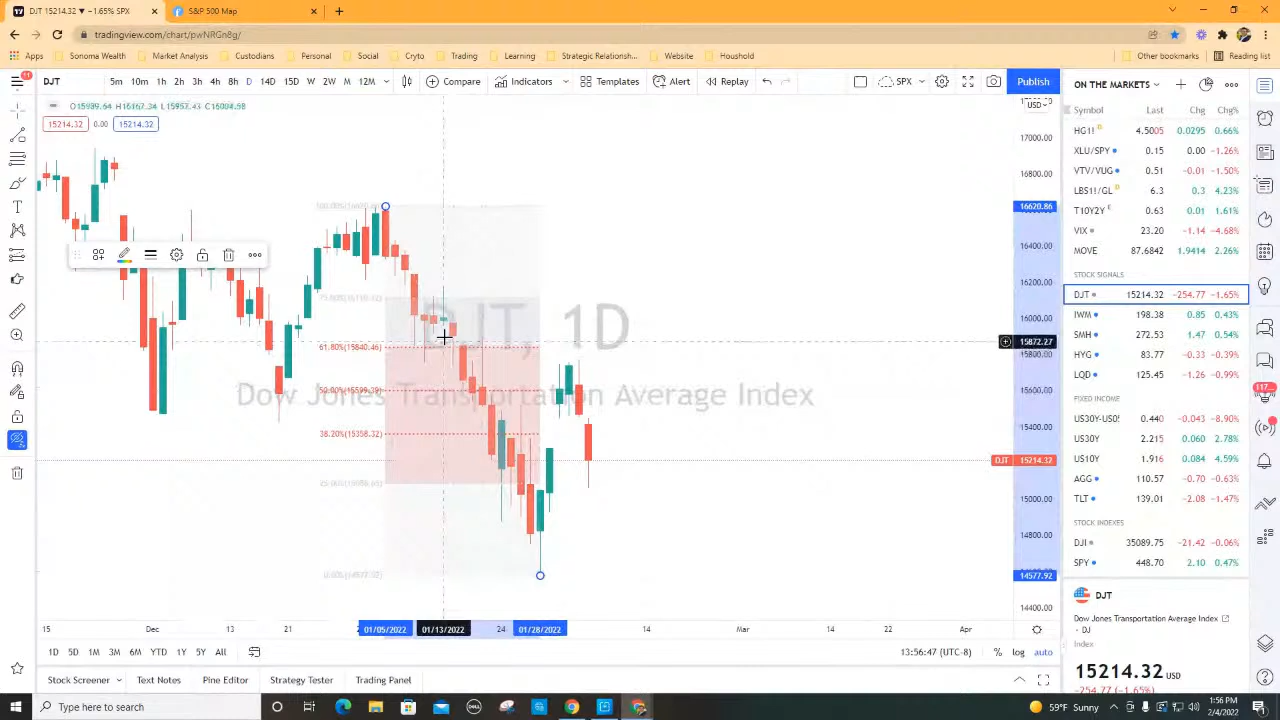 DJT 15214.32 ▼ −1.65% SPX
S&P 500 Map
tradingview.com/chart/pwNRGn8g/
Apps Sonoma Wealth Market Analysis Custodians Personal Social Cryto Trading Learning Strategic Relationshi... Website Houshold Other bookmarks Reading list
DJT 5m 10m 1h 2h 3h 4h 8h D 14D 15D W 2W M 12M Compare Indicators Templates Alert Replay SPX Publish
ON THE MARKETS
USD
15214.32 0.00 15214.32
Symbol Last Chg Chg%
HG1! D 4.5005 0.0295 0.66%
XLU/SPY 0.15 0.00 −1.26%
VTV/VUG 0.51 −0.01 −1.50%
LBS1!/GL D 6.3 0.3 4.23%
T10Y2Y E 0.63 0.01 1.61%
VIX 23.20 −1.14 −4.68%
MOVE 87.6842 1.9414 2.26%
STOCK SIGNALS
DJT 15214.32 −254.77 −1.65%
IWM 198.38 0.85 0.43%
SMH 272.53 1.47 0.54%
HYG 83.77 −0.33 −0.39%
LQD 125.45 −1.26 −0.99%
FIXED INCOME
US30Y-US0! 0.440 −0.043 −8.90%
US30Y 2.215 0.060 2.78%
US10Y 1.916 0.084 4.59%
AGG 110.57 −0.70 −0.63%
TLT 139.01 −2.08 −1.47%
STOCK INDEXES
DJI 35089.75 −21.42 −0.06%
SPY 448.70 2.10 0.47%
17000.00
16800.00
16620.86
16400.00
16200.00
16000.00
15872.27
15800.00
15600.00
15400.00
DJT 15214.32
15000.00
14800.00
14577.92
14400.00
DJT, 1D
Dow Jones Transportation Average Index
61.80%(15840.46)
50.00%(15599.39)
38.20%(15358.32)
15 Dec 13 21 01/05/2022 01/13/2022 24 01/28/2022 14 Mar 14 22 Apr
1D 5D 1M 3M 6M YTD 1Y 5Y All
13:56:47 (UTC-8) % log auto
Stock Screener Text Notes Pine Editor Strategy Tester Trading Panel
DJT
Dow Jones Transportation Average Index
DJ
Index
15214.32 USD
−254.77 (−1.65%)
11
117
Type here to search
59°F Sunny
1:56 PM
2/4/2022